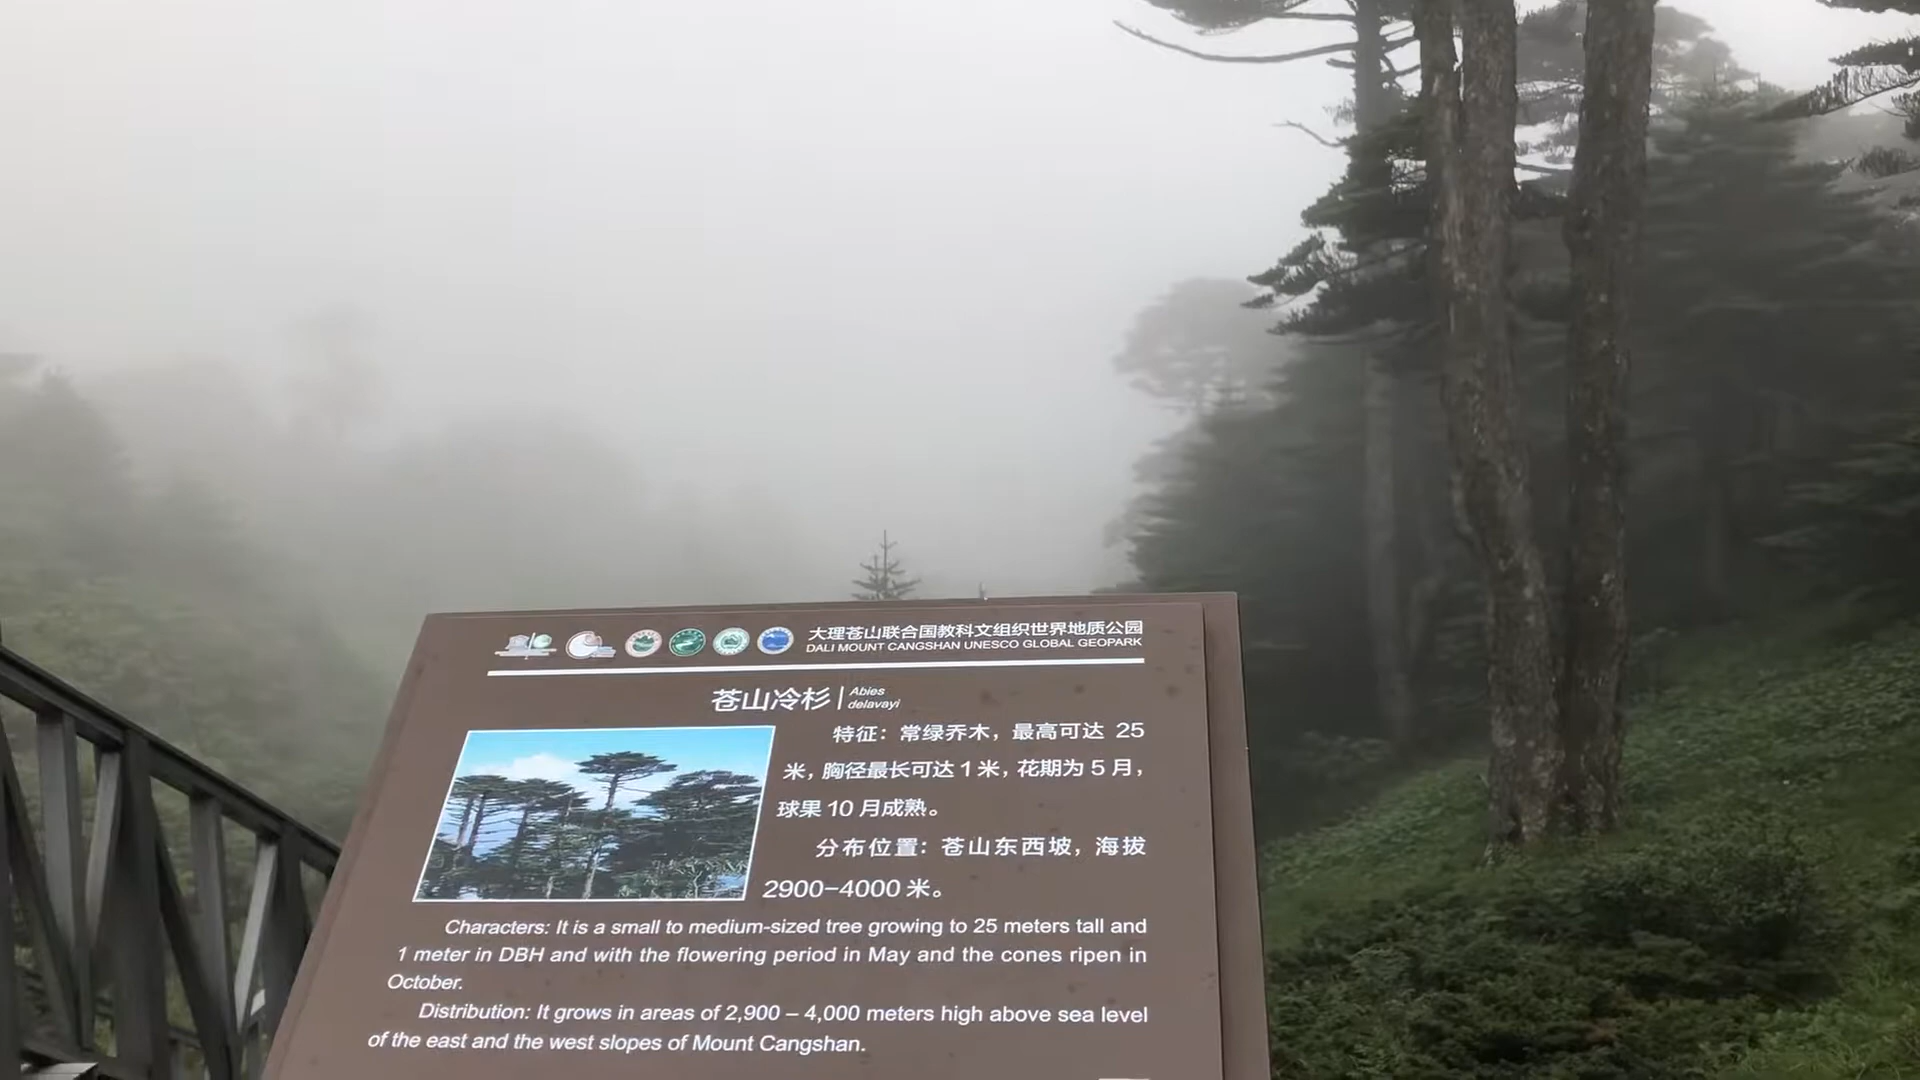 大理苍山联合国教科文组织世界地质公园
DALI MOUNT CANGSHAN UNESCO GLOBAL GEOPARK
苍山冷杉
Abies
delavayi
特征：常绿乔木，最高可达 25
米，胸径最长可达 1 米，花期为 5 月，
球果 10 月成熟。
分布位置：苍山东西坡，海拔
2900-4000 米。
Characters: It is a small to medium-sized tree growing to 25 meters tall and
1 meter in DBH and with the flowering period in May and the cones ripen in
October.
Distribution: It grows in areas of 2,900 – 4,000 meters high above sea level
of the east and the west slopes of Mount Cangshan.